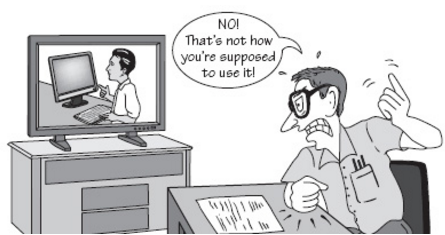 NO!
That's not how
you're supposed
to use it!